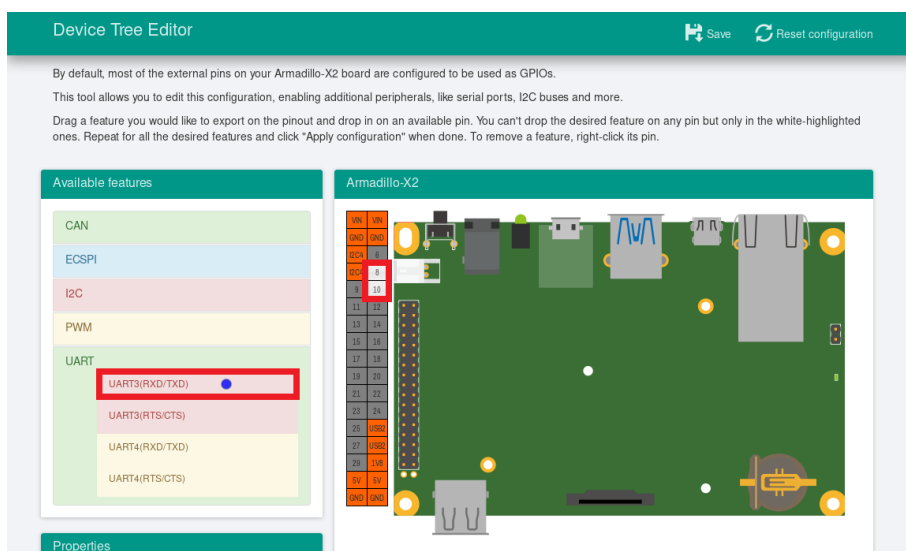 Device Tree Editor
Save
Reset configuration
By default, most of the external pins on your Armadillo-X2 board are configured to be used as GPIOs.
This tool allows you to edit this configuration, enabling additional peripherals, like serial ports, I2C buses and more.
Drag a feature you would like to export on the pinout and drop in on an available pin. You can't drop the desired feature on any pin but only in the white-highlighted
ones. Repeat for all the desired features and click "Apply configuration" when done. To remove a feature, right-click its pin.
Available features
CAN
ECSPI
I2C
PWM
UART
UART3(RXD/TXD)
UART3(RTS/CTS)
UART4(RXD/TXD)
UART4(RTS/CTS)
Properties
Armadillo-X2
VIN VIN
GND GND
I2C4 6
I2C4 8
9 10
11 12
13 14
15 16
17 18
19 20
21 22
23 24
25 USB2
27 USB2
29 1V8
5V 5V
GND GND